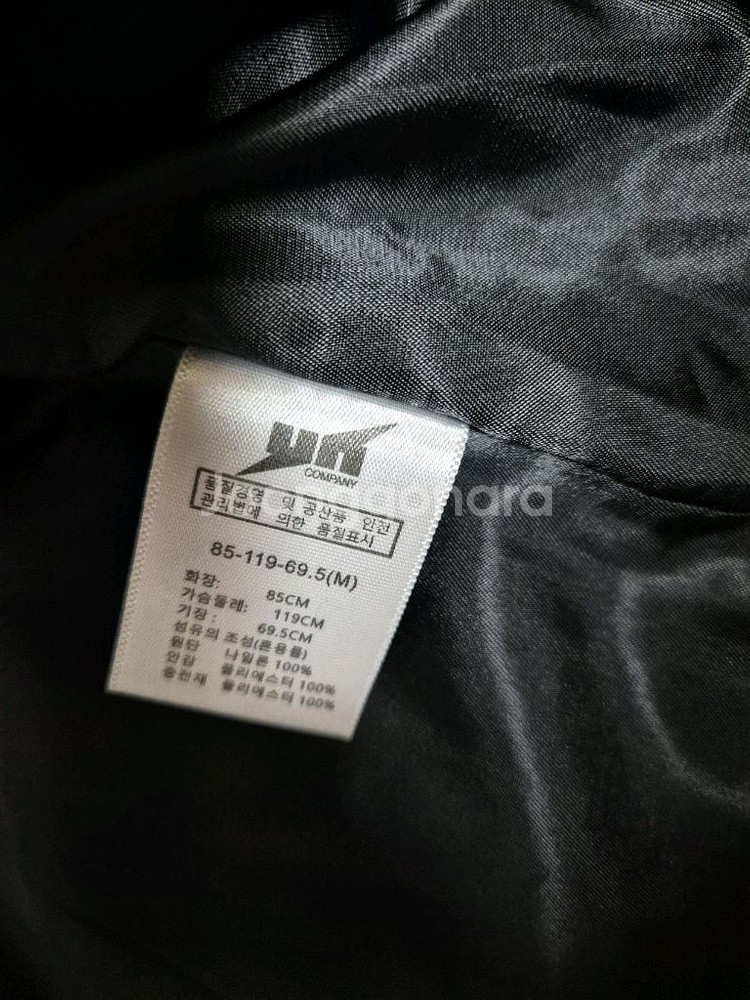 COMPANY
품질경영 및 공산품 안전
관리법에 의한 품질표시
85-119-69.5(M)
화장: 85CM
가슴둘레: 119CM
기장: 69.5CM
섬유의 조성(혼용률)
원단 나일론 100%
안감 폴리에스터 100%
충전재 폴리에스터 100%